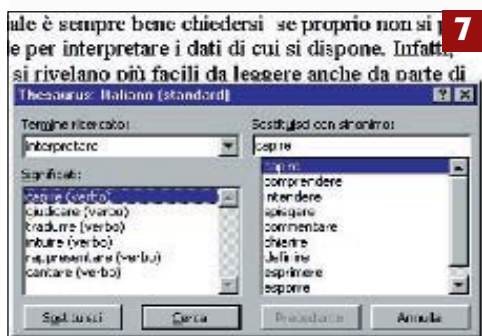 ale è sempre bene chiedersi se proprio non si
7
e per interpretare i dati di cui si dispone. Infatti,
si rivelano più facili da leggere anche da parte di
Thesaurus: Italiano (standard)
Termine ricercato:
Sostituisci con sinonimo:
interpretare
capire
Significati:
capire (verbo)
giudicare (verbo)
tradurre (verbo)
intuire (verbo)
rappresentare (verbo)
cantare (verbo)
capire
comprendere
intendere
spiegare
commentare
chiarire
definire
esprimere
esporre
Sostituisci
Cerca
Precedente
Annulla